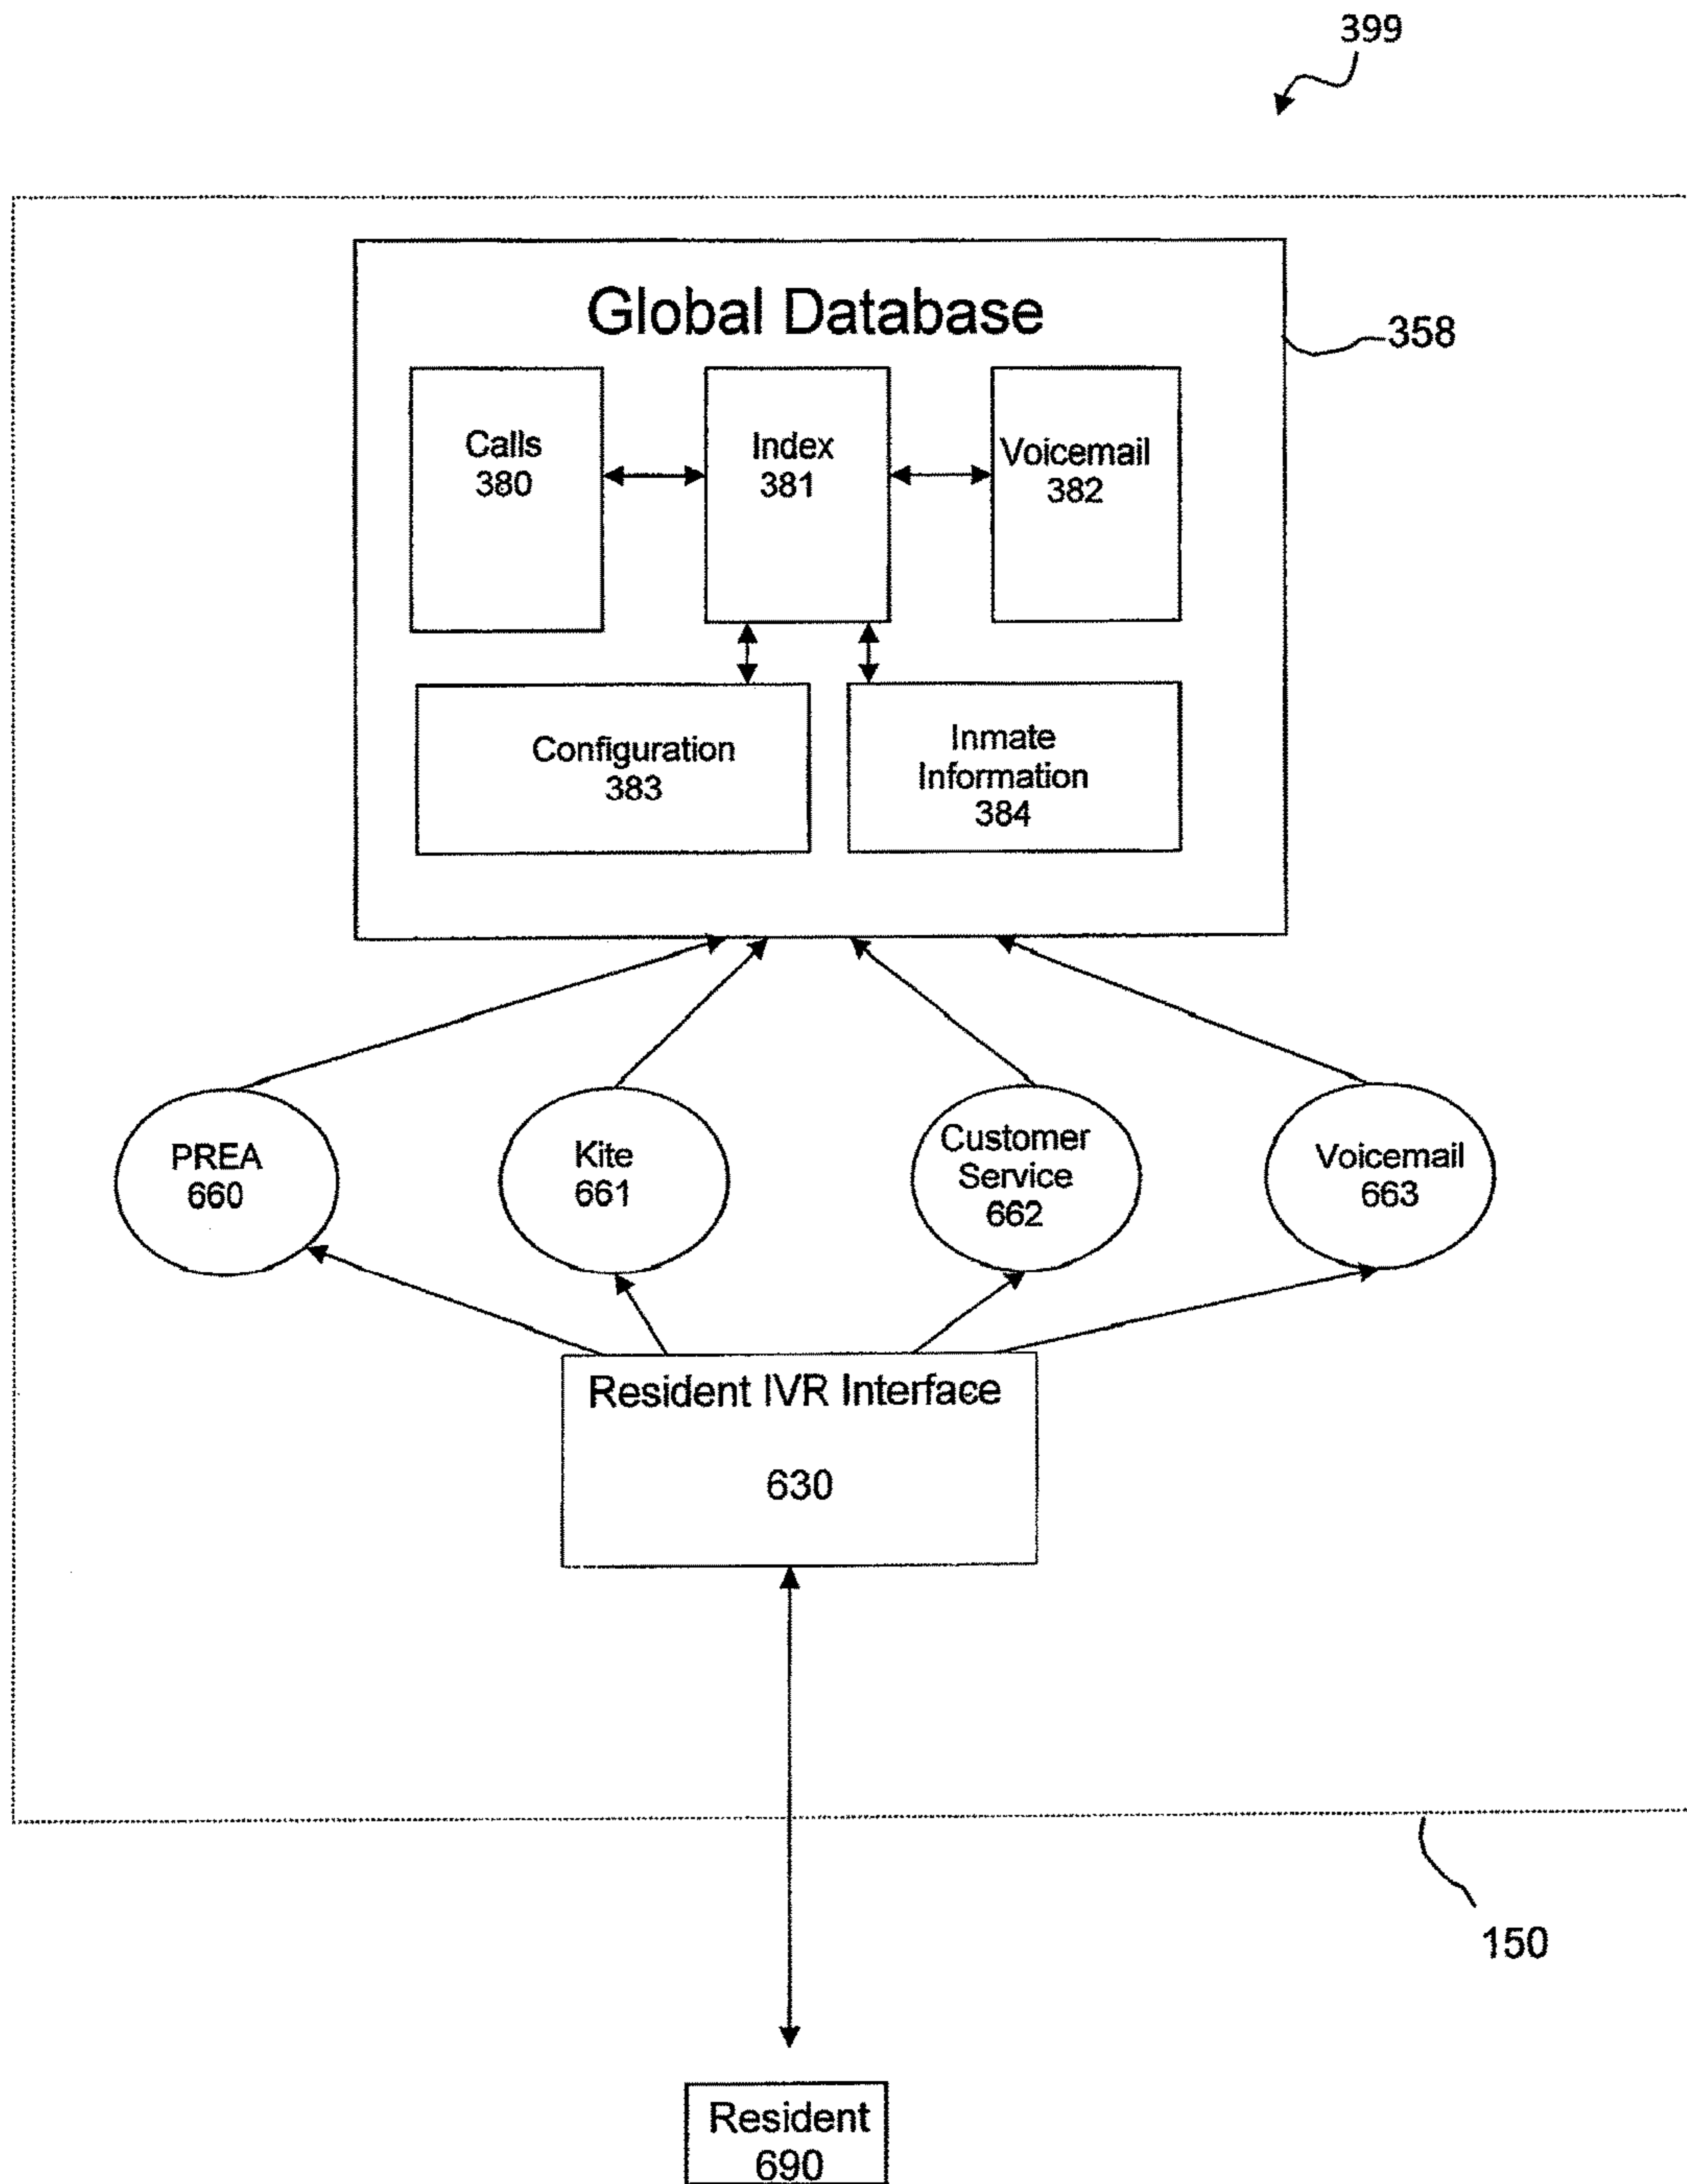 399
Global Database
358
Calls
380
Index
381
Voicemail
382
Configuration
383
Inmate
Information
384
PREA
660
Kite
661
Customer
Service
662
Voicemail
663
Resident IVR Interface
630
150
Resident
690